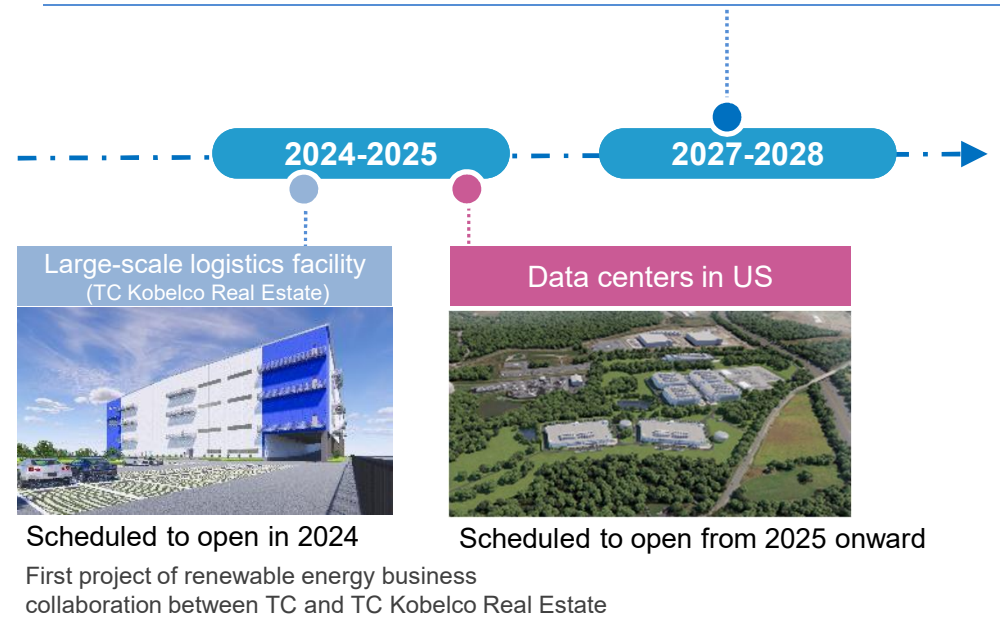 2024-2025
2027-2028
Large-scale logistics facility
(TC Kobelco Real Estate)
Data centers in US
Scheduled to open in 2024
Scheduled to open from 2025 onward
First project of renewable energy business
collaboration between TC and TC Kobelco Real Estate